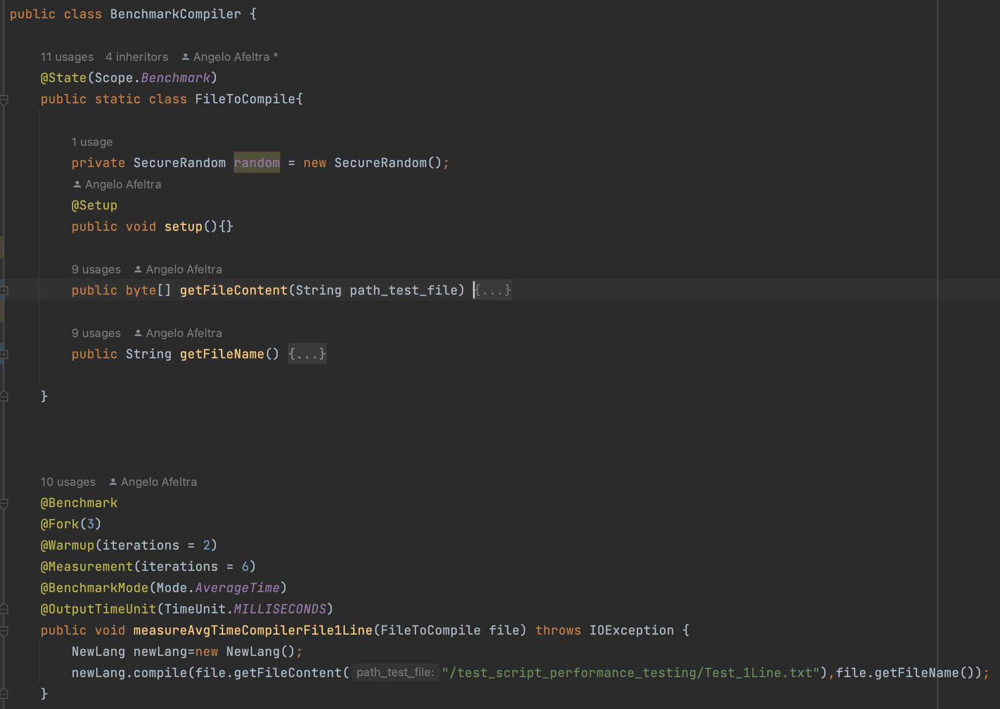 public class BenchmarkCompiler {
11 usages 4 inheritors Angelo Afeltra *
@State(Scope.Benchmark)
public static class FileToCompile{
1 usage
private SecureRandom random = new SecureRandom();
Angelo Afeltra
@Setup
public void setup(){}
9 usages Angelo Afeltra
public byte[] getFileContent(String path_test_file) {...}
9 usages Angelo Afeltra
public String getFileName() {...}
}
10 usages Angelo Afeltra
@Benchmark
@Fork(3)
@Warmup(iterations = 2)
@Measurement(iterations = 6)
@BenchmarkMode(Mode.AverageTime)
@OutputTimeUnit(TimeUnit.MILLISECONDS)
public void measureAvgTimeCompilerFile1Line(FileToCompile file) throws IOException {
NewLang newLang=new NewLang();
newLang.compile(file.getFileContent( path_test_file: "/test_script_performance_testing/Test_1Line.txt"),file.getFileName());
}